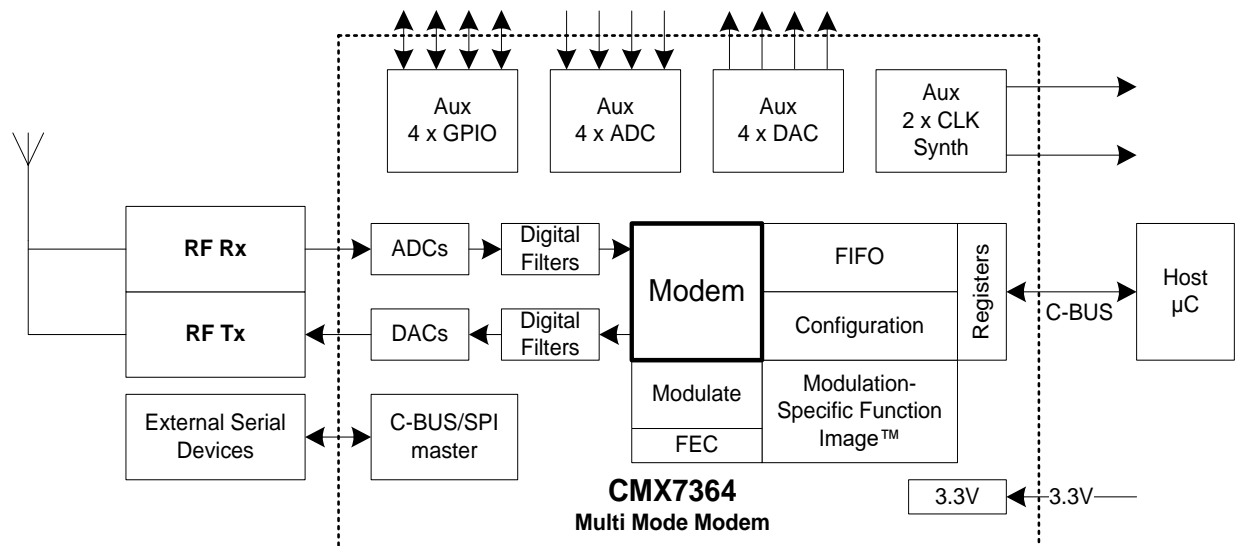 Aux
4 x GPIO
Aux
4 x ADC
Aux
4 x DAC
Aux
2 x CLK
Synth
RF Rx
ADCs
Digital
Filters
Modem
FIFO
Registers
C-BUS
Host
µC
RF Tx
DACs
Digital
Filters
Configuration
External Serial
Devices
C-BUS/SPI
master
Modulate
FEC
Modulation-
Specific Function
Image™
CMX7364
Multi Mode Modem
3.3V
3.3V